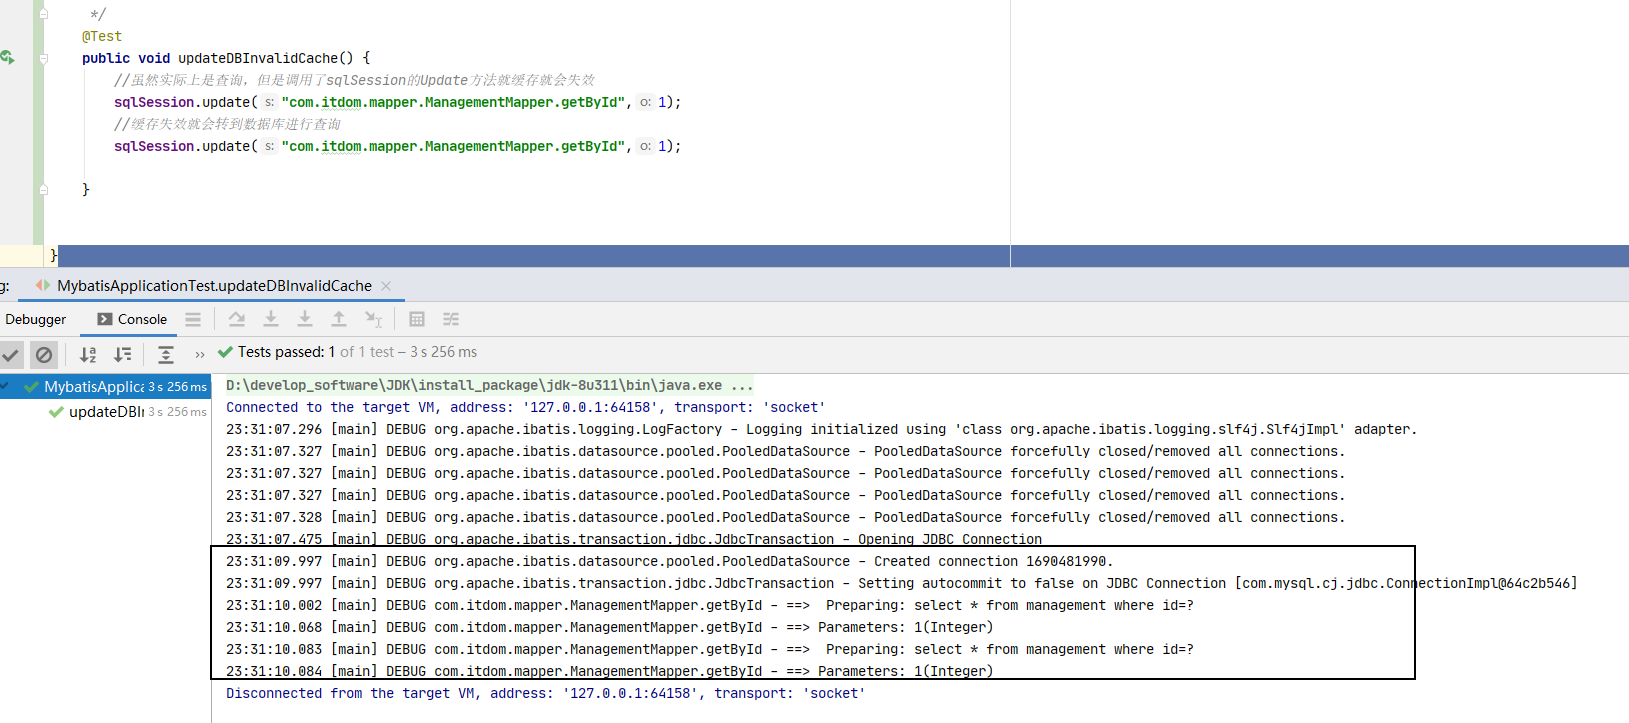 */
@Test
public void updateDBInvalidCache() {
//虽然实际上是查询，但是调用了sqlSession的Update方法就缓存就会失效
sqlSession.update( s: "com.itdom.mapper.ManagementMapper.getById", o: 1);
//缓存失效就会转到数据库进行查询
sqlSession.update( s: "com.itdom.mapper.ManagementMapper.getById", o: 1);
}
}
g: MybatisApplicationTest.updateDBInvalidCache ×
Debugger Console
» Tests passed: 1 of 1 test – 3 s 256 ms
MybatisApplica 3 s 256 ms
updateDBI 3 s 256 ms
D:\develop_software\JDK\install_package\jdk-8u311\bin\java.exe ...
Connected to the target VM, address: '127.0.0.1:64158', transport: 'socket'
23:31:07.296 [main] DEBUG org.apache.ibatis.logging.LogFactory - Logging initialized using 'class org.apache.ibatis.logging.slf4j.Slf4jImpl' adapter.
23:31:07.327 [main] DEBUG org.apache.ibatis.datasource.pooled.PooledDataSource - PooledDataSource forcefully closed/removed all connections.
23:31:07.327 [main] DEBUG org.apache.ibatis.datasource.pooled.PooledDataSource - PooledDataSource forcefully closed/removed all connections.
23:31:07.327 [main] DEBUG org.apache.ibatis.datasource.pooled.PooledDataSource - PooledDataSource forcefully closed/removed all connections.
23:31:07.328 [main] DEBUG org.apache.ibatis.datasource.pooled.PooledDataSource - PooledDataSource forcefully closed/removed all connections.
23:31:07.475 [main] DEBUG org.apache.ibatis.transaction.jdbc.JdbcTransaction - Opening JDBC Connection
23:31:09.997 [main] DEBUG org.apache.ibatis.datasource.pooled.PooledDataSource - Created connection 1690481990.
23:31:09.997 [main] DEBUG org.apache.ibatis.transaction.jdbc.JdbcTransaction - Setting autocommit to false on JDBC Connection [com.mysql.cj.jdbc.ConnectionImpl@64c2b546]
23:31:10.002 [main] DEBUG com.itdom.mapper.ManagementMapper.getById - ==>  Preparing: select * from management where id=?
23:31:10.068 [main] DEBUG com.itdom.mapper.ManagementMapper.getById - ==> Parameters: 1(Integer)
23:31:10.083 [main] DEBUG com.itdom.mapper.ManagementMapper.getById - ==>  Preparing: select * from management where id=?
23:31:10.084 [main] DEBUG com.itdom.mapper.ManagementMapper.getById - ==> Parameters: 1(Integer)
Disconnected from the target VM, address: '127.0.0.1:64158', transport: 'socket'